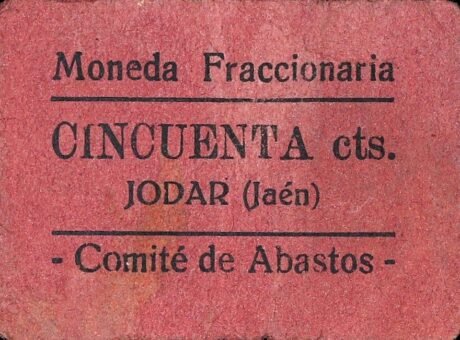 Moneda Fraccionaria
CINCUENTA cts.
JODAR (Jaén)
- Comité de Abastos -